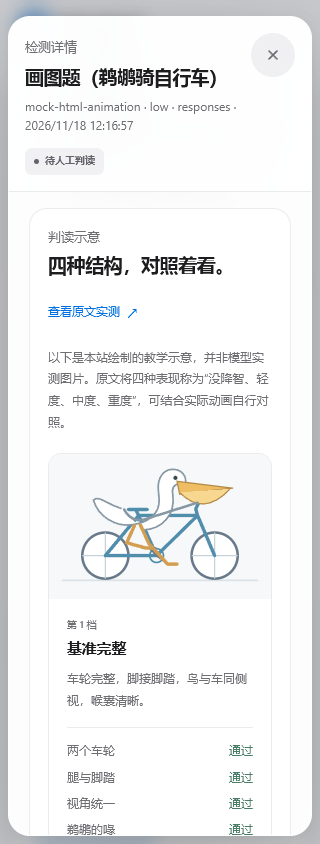 检测详情
画图题（鹈鹕骑自行车）
mock-html-animation · low · responses ·
2026/11/18 12:16:57
待人工判读
判读示意
四种结构，对照着看。
查看原文实测 ↗
以下是本站绘制的教学示意，并非模型实
测图片。原文将四种表现称为“没降智、轻
度、中度、重度”，可结合实际动画自行对
照。
第 1 档
基准完整
车轮完整，脚接脚踏，鸟与车同侧
视，喉囊清晰。
两个车轮 通过
腿与脚踏 通过
视角统一 通过
鹈鹕的喙 通过